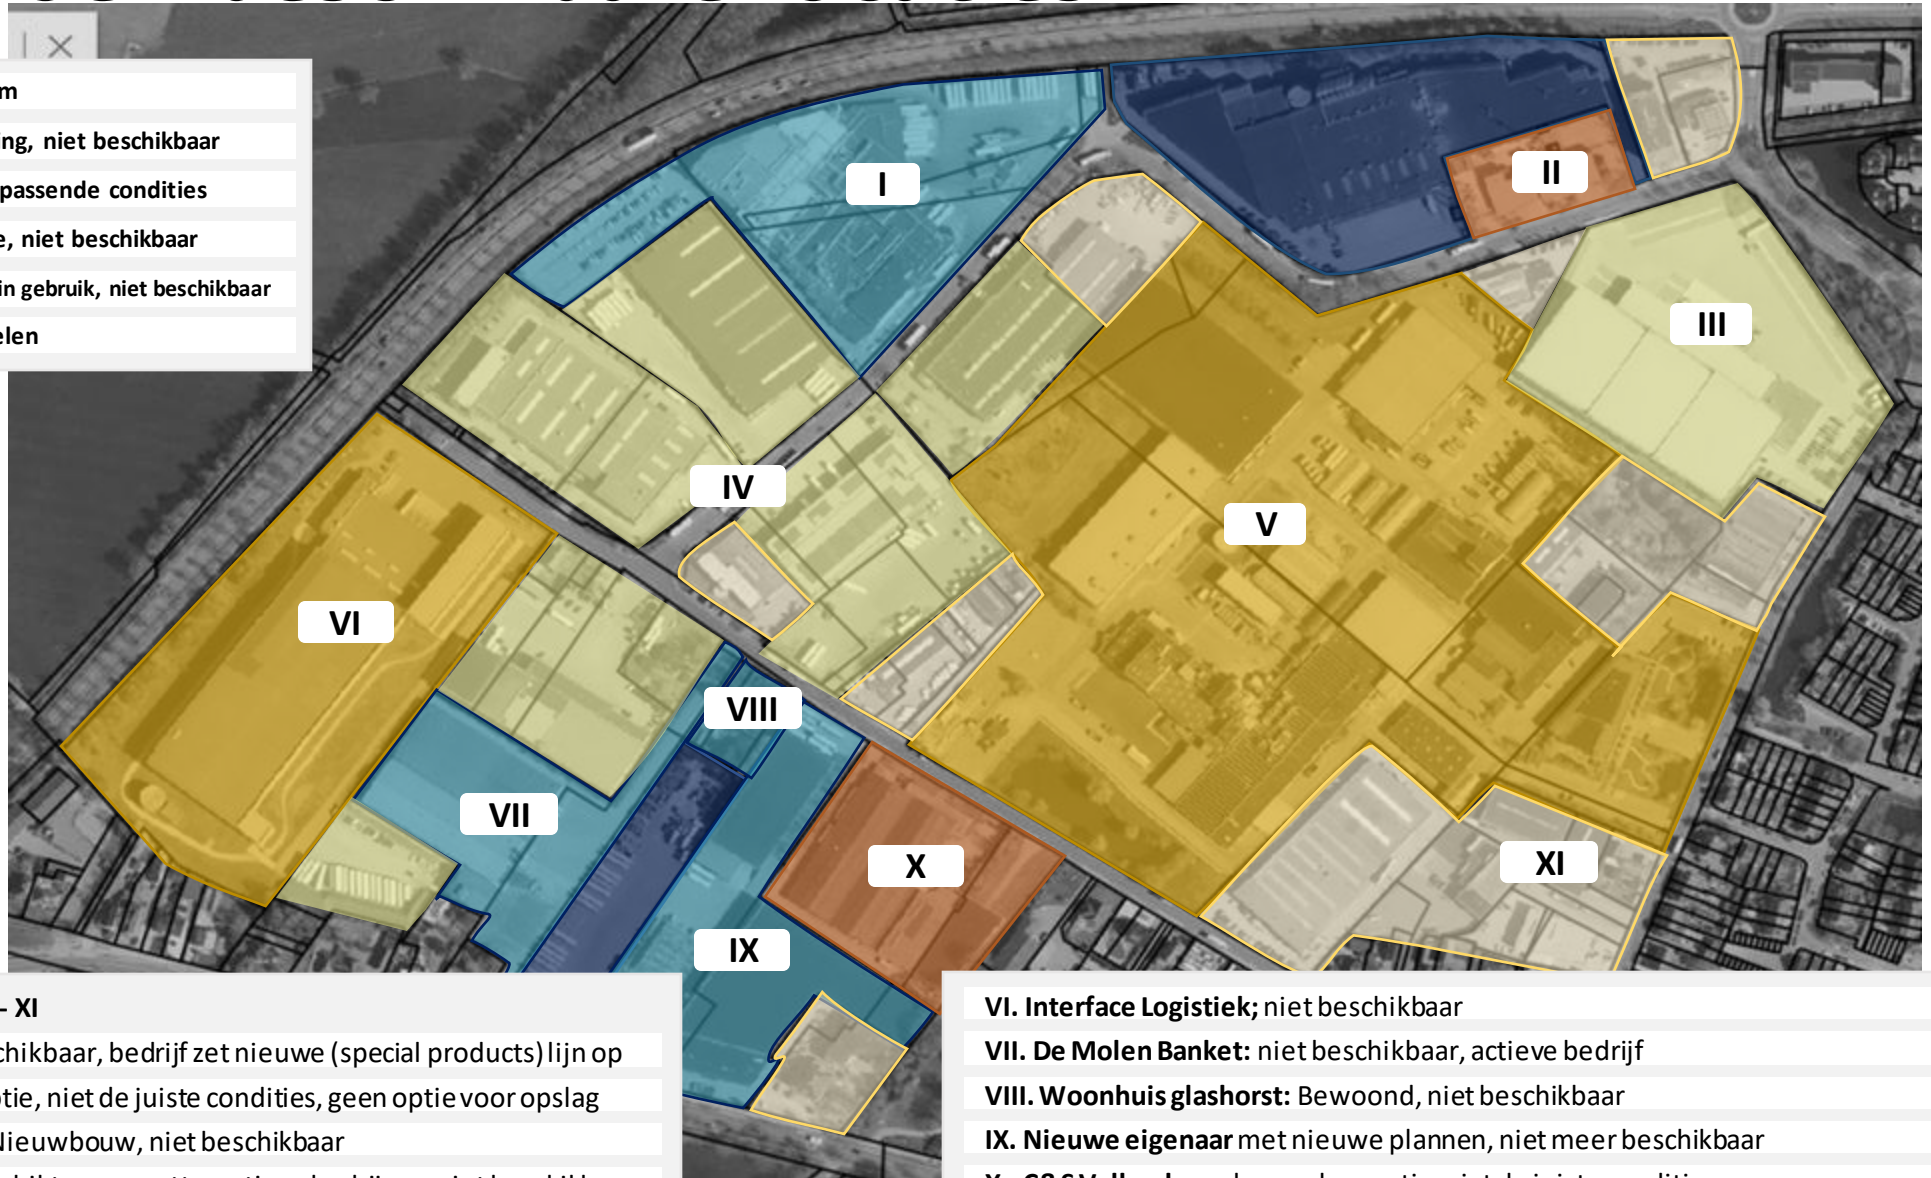 m
ing, niet beschikbaar
passende condities
e, niet beschikbaar
in gebruik, niet beschikbaar
elen
I
II
III
IV
V
VI
VII
VIII
IX
X
XI
- XI
chikbaar, bedrijf zet nieuwe (special products) lijn op
tie, niet de juiste condities, geen optie voor opslag
Nieuwbouw, niet beschikbaar
VI. Interface Logistiek; niet beschikbaar
VII. De Molen Banket: niet beschikbaar, actieve bedrijf
VIII. Woonhuis glashorst: Bewoond, niet beschikbaar
IX. Nieuwe eigenaar met nieuwe plannen, niet meer beschikbaar